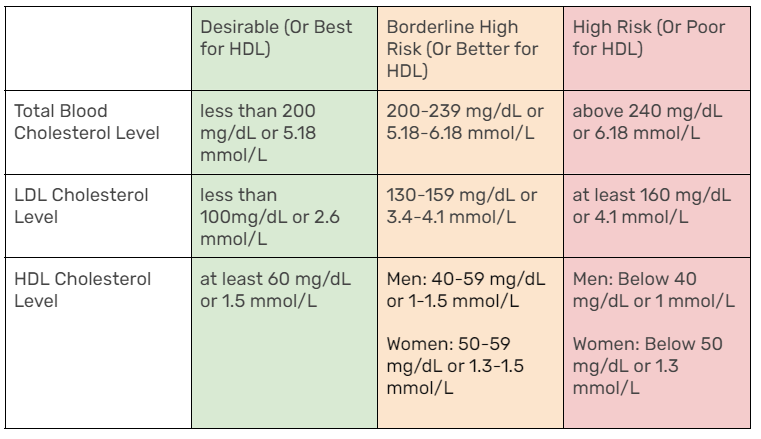 Desirable (Or Best
for HDL)
Borderline High
Risk (Or Better for
HDL)
High Risk (Or Poor
for HDL)
Total Blood
Cholesterol Level
less than 200
mg/dL or 5.18
mmol/L
200-239 mg/dL or
5.18-6.18 mmol/L
above 240 mg/dL
or 6.18 mmol/L
LDL Cholesterol
Level
less than
100mg/dL or 2.6
mmol/L
130-159 mg/dL or
3.4-4.1 mmol/L
at least 160 mg/dL
or 4.1 mmol/L
HDL Cholesterol
Level
at least 60 mg/dL
or 1.5 mmol/L
Men: 40-59 mg/dL
or 1-1.5 mmol/L
Women: 50-59
mg/dL or 1.3-1.5
mmol/L
Men: Below 40
mg/dL or 1 mmol/L
Women: Below 50
mg/dL or 1.3
mmol/L